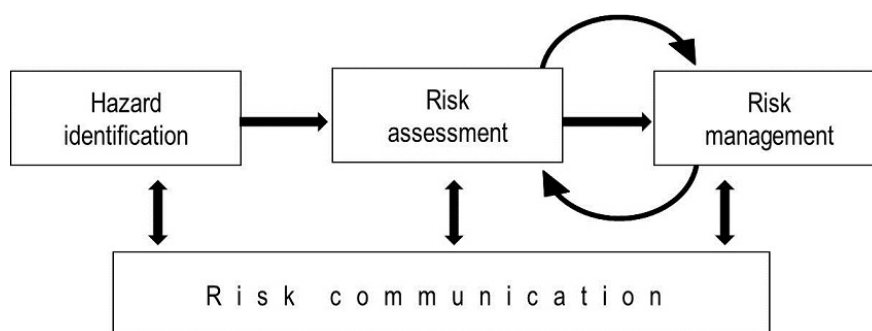 Hazard
identification
Risk
assessment
Risk
management
Risk communication